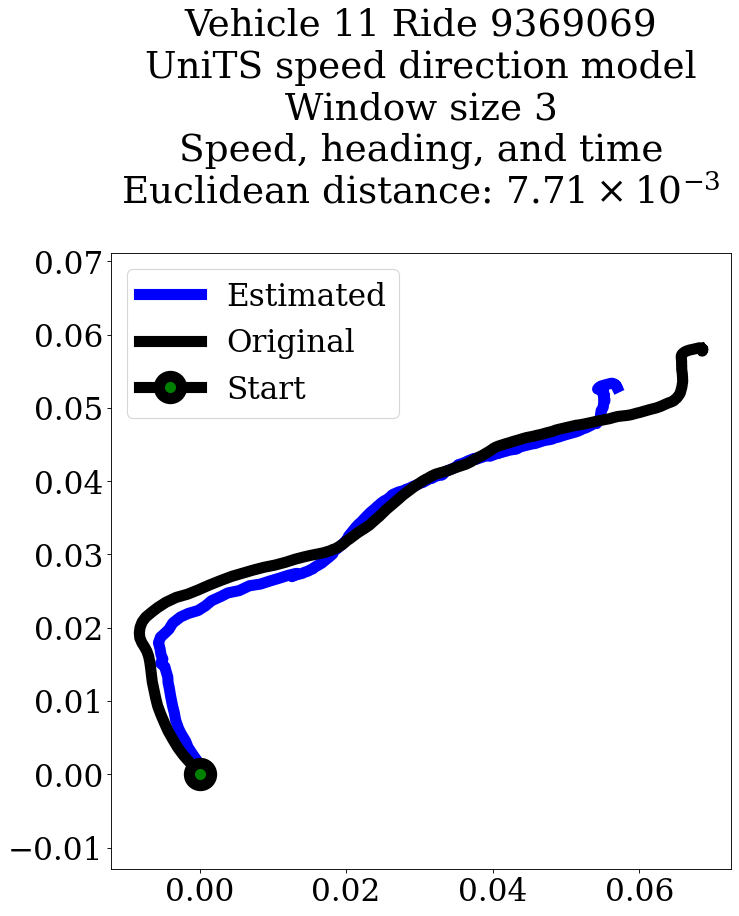 Vehicle 11 Ride 9369069
UniTS speed direction model
Window size 3
Speed, heading, and time
Euclidean distance: 7.71 × 10⁻³
0.07
0.06
0.05
0.04
0.03
0.02
0.01
0.00
−0.01
Estimated
Original
Start
0.00 0.02 0.04 0.06